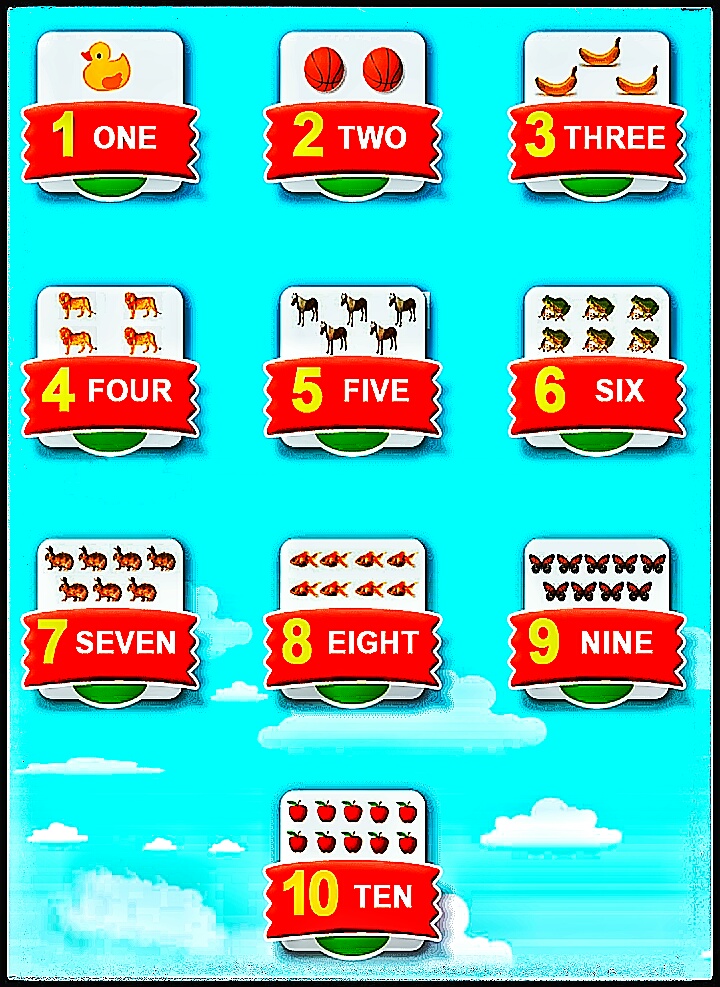 1 ONE
2 TWO
3 THREE
4 FOUR
5 FIVE
6 SIX
7 SEVEN
8 EIGHT
9 NINE
10 TEN